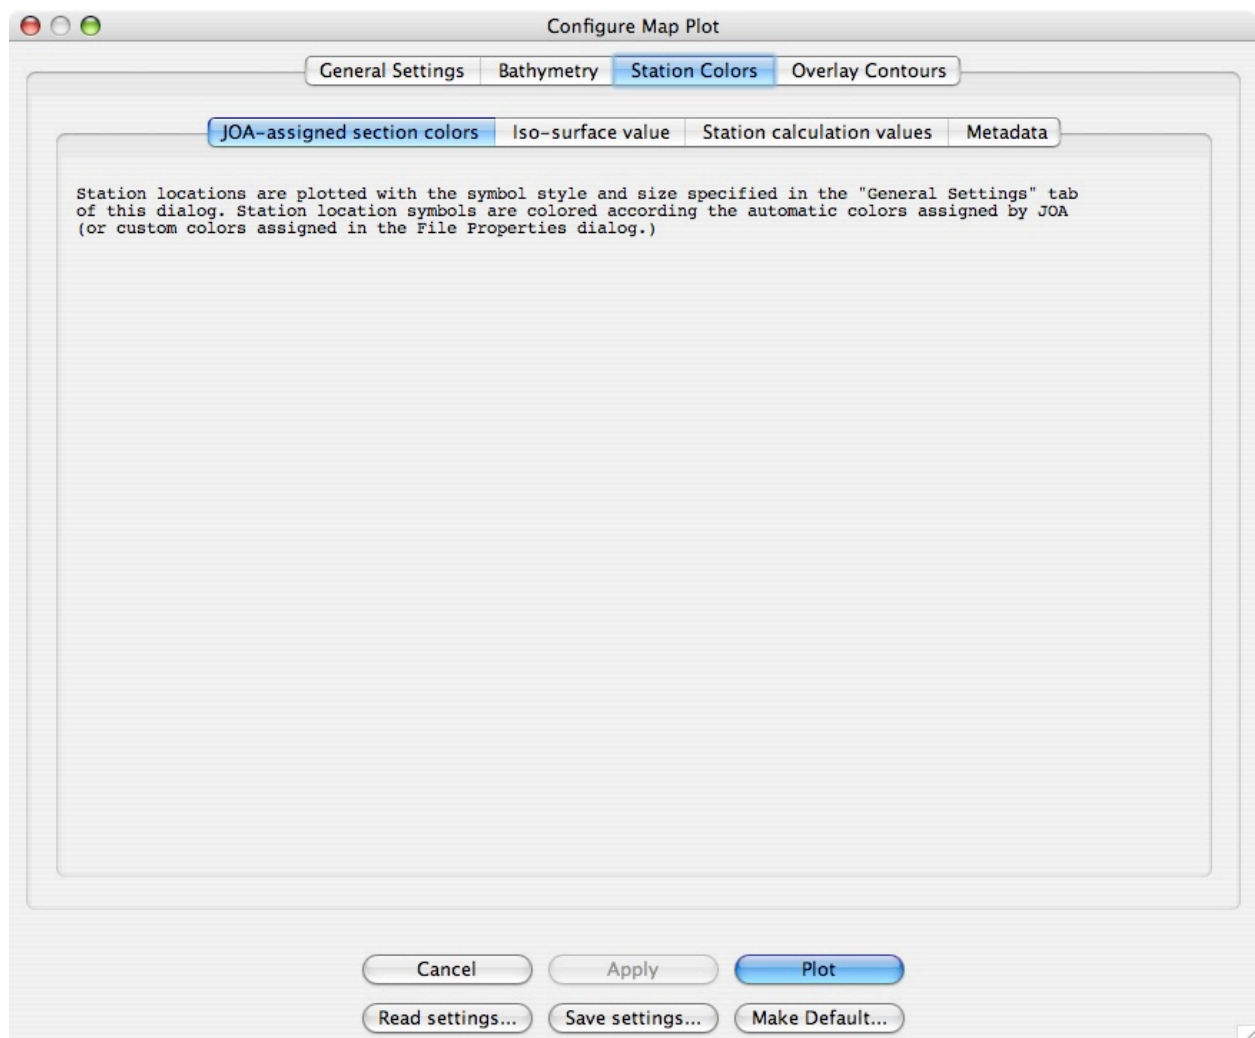 Configure Map Plot
General Settings Bathymetry Station Colors Overlay Contours
JOA-assigned section colors Iso-surface value Station calculation values Metadata
Station locations are plotted with the symbol style and size specified in the "General Settings" tab
of this dialog. Station location symbols are colored according the automatic colors assigned by JOA
(or custom colors assigned in the File Properties dialog.)
Cancel Apply Plot
Read settings... Save settings... Make Default...